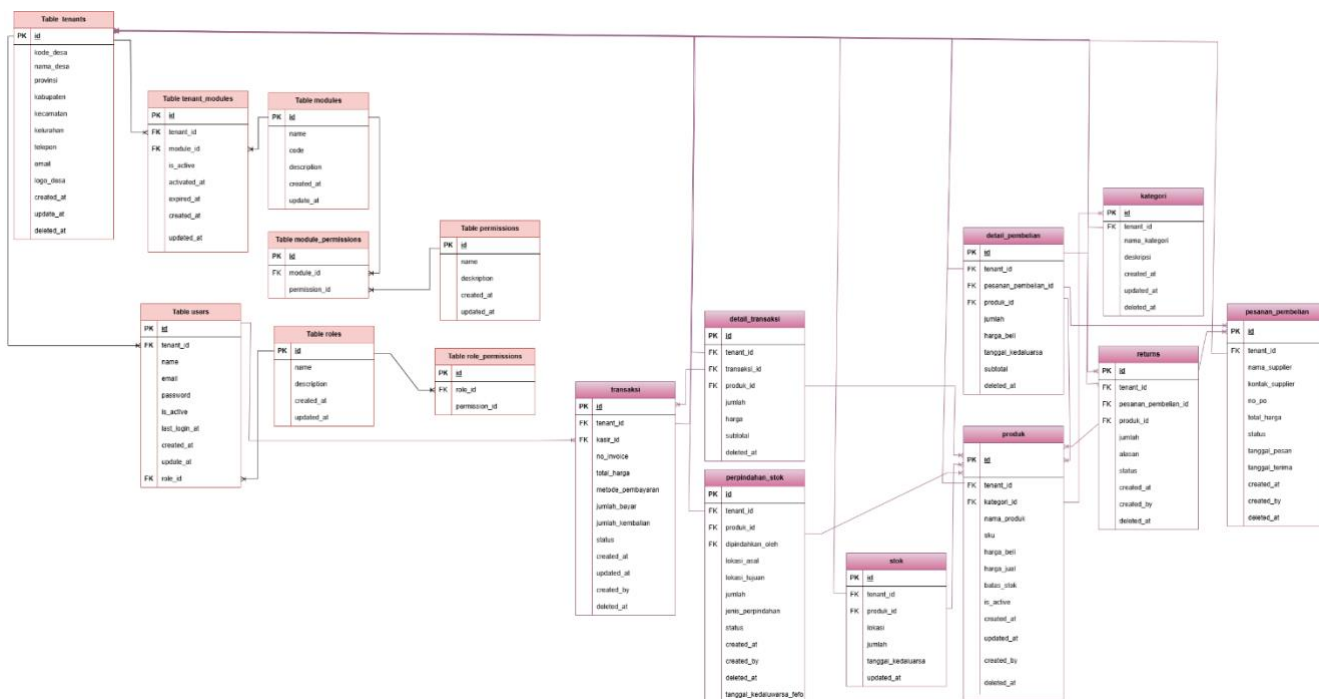 Table tenants
PK id
kode_desa
nama_desa
provinsi
kabupaten
kecamatan
kelurahan
telepon
email
logo_desa
created_at
update_at
deleted_at
Table tenant_modules
PK id
FK tenant_id
FK module_id
is_active
activated_at
expired_at
created_at
updated_at
Table modules
PK id
name
code
description
created_at
update_at
Table module_permissions
id
FK module_id
permission_id
Table permissions
PK id
name
deskription
created_at
updated_at
Table users
PK id
FK tenant_id
name
email
password
is_active
last_login_at
created_at
update_at
FK role_id
Table roles
PK id
name
description
created_at
updated_at
Table role_permissions
PK id
FK role_id
permission_id
transaksi
PK id
FK tenant_id
FK kasir_id
no_invoice
total_harga
metode_pembayaran
jumlah_bayar
jumlah_kembalian
status
created_at
updated_at
created_by
deleted_at
detail_transaksi
PK id
FK tenant_id
FK transaksi_id
FK produk_id
jumlah
harga
subtotal
deleted_at
perpindahan_stok
PK id
FK tenant_id
FK produk_id
FK dipindahkan_oleh
lokasi_asal
lokasi_tujuan
jumlah
jenis_perpindahan
status
created_at
created_by
deleted_at
tanggal_kedaluwarsa_fefo
stok
PK id
FK tenant_id
FK produk_id
lokasi
jumlah
tanggal_kedaluarsa
updated_at
detail_pembelian
PK id
FK tenant_id
FK pesanan_pembelian_id
FK produk_id
jumlah
harga_beli
tanggal_kedaluarsa
subtotal
deleted_at
produk
PK id
FK tenant_id
FK kategori_id
nama_produk
sku
harga_beli
harga_jual
batas_stok
is_active
created_at
updated_at
created_by
deleted_at
kategori
PK id
FK tenant_id
nama_kategori
deskripsi
created_at
updated_at
deleted_at
returns
PK id
FK tenant_id
FK pesanan_pembelian_id
FK produk_id
jumlah
alasan
status
created_at
created_by
deleted_at
pesanan_pembelian
PK id
FK tenant_id
nama_supplier
kontak_supplier
no_po
total_harga
status
tanggal_pesan
tanggal_terima
created_at
created_by
deleted_at